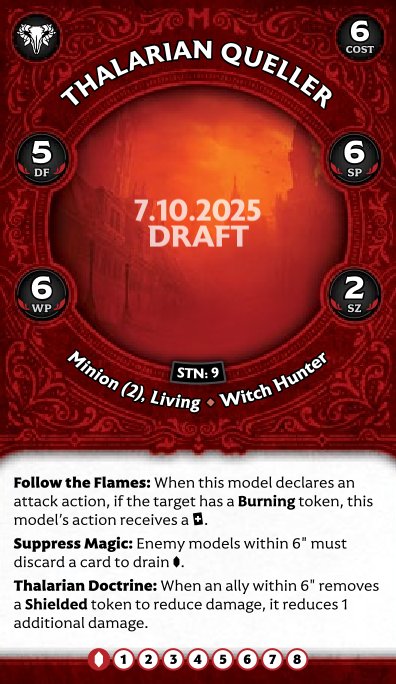 6
COST
THALARIAN QUELLER
5
DF
6
SP
7.10.2025
DRAFT
6
WP
2
SZ
STN: 9
Minion (2), Living ◆ Witch Hunter
Follow the Flames: When this model declares an
attack action, if the target has a Burning token, this
model's action receives a 🃏.
Suppress Magic: Enemy models within 6" must
discard a card to drain ⬮.
Thalarian Doctrine: When an ally within 6" removes
a Shielded token to reduce damage, it reduces 1
additional damage.
1 2 3 4 5 6 7 8